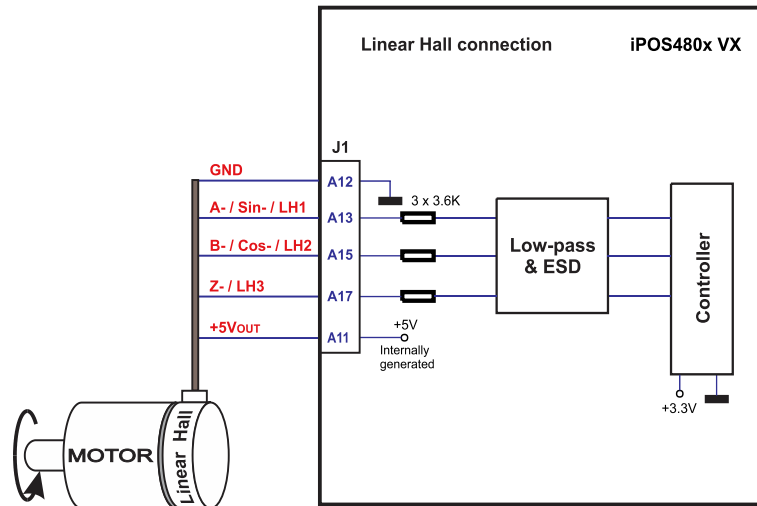 Linear Hall connection
iPOS480x VX
J1
GND
A12
A- / Sin- / LH1
A13
3 x 3.6K
B- / Cos- / LH2
A15
Low-pass
& ESD
Z- / LH3
A17
Controller
+5VOUT
A11
+5V
Internally
generated
+3.3V
MOTOR
Linear Hall